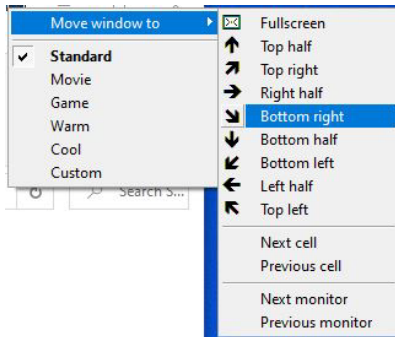 Move window to
Standard
Movie
Game
Warm
Cool
Custom
Search S...
Fullscreen
Top half
Top right
Right half
Bottom right
Bottom half
Bottom left
Left half
Top left
Next cell
Previous cell
Next monitor
Previous monitor